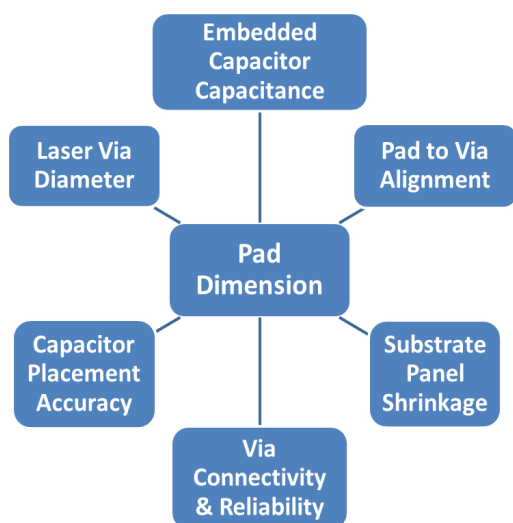 Embedded
Capacitor
Capacitance
Laser Via
Diameter
Pad to Via
Alignment
Pad
Dimension
Capacitor
Placement
Accuracy
Substrate
Panel
Shrinkage
Via
Connectivity
& Reliability